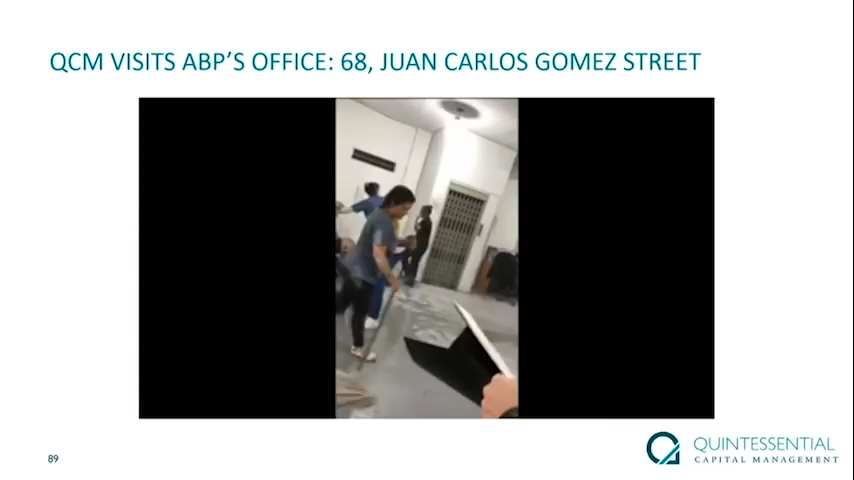 QCM VISITS ABP'S OFFICE: 68, JUAN CARLOS GOMEZ STREET
89
QUINTESSENTIAL
CAPITAL MANAGEMENT